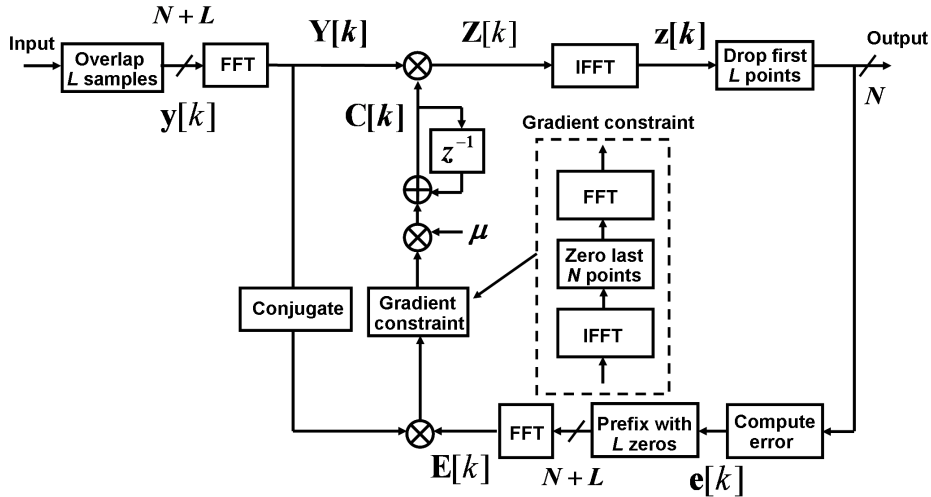 Input
Overlap
L samples
N + L
y[k]
FFT
Y[k]
Z[k]
IFFT
z[k]
Drop first
L points
Output
N
C[k]
z⁻¹
μ
Gradient constraint
FFT
Zero last
N points
IFFT
Conjugate
Gradient
constraint
E[k]
FFT
N + L
Prefix with
L zeros
e[k]
Compute
error